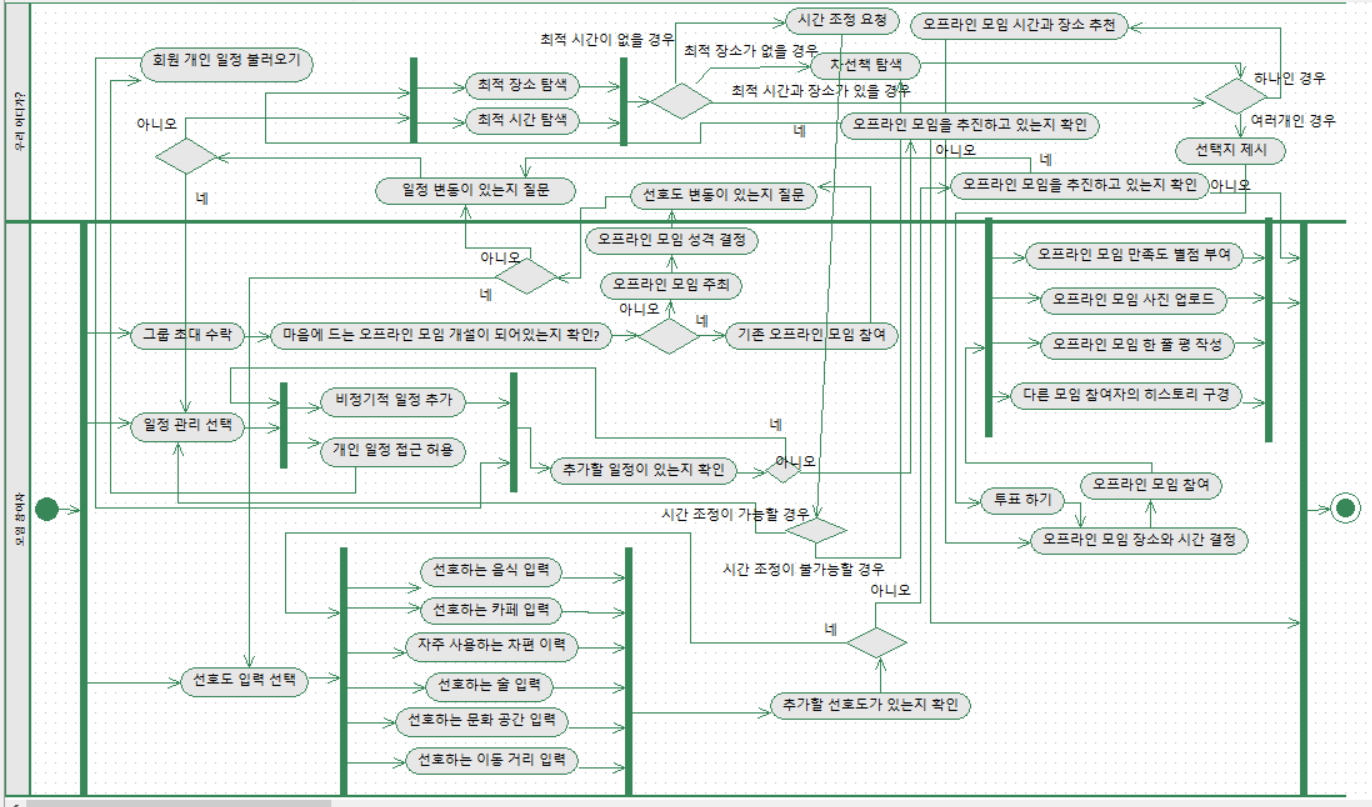 우리 어디가?
시간 조정 요청
오프라인 모임 시간과 장소 추천
최적 시간이 없을 경우
최적 장소가 없을 경우
회원 개인 일정 불러오기
차선책 탐색
하나인 경우
최적 장소 탐색
최적 시간과 장소가 있을 경우
최적 시간 탐색
아니오
네
오프라인 모임을 추진하고 있는지 확인
여러개인 경우
아니오
네
선택지 제시
일정 변동이 있는지 질문
선호도 변동이 있는지 질문
오프라인 모임을 추진하고 있는지 확인
아니오
네
모임 참여자
오프라인 모임 성격 결정
아니오
오프라인 모임 만족도 별점 부여
오프라인 모임 주최
네
오프라인 모임 사진 업로드
아니오
네
그룹 초대 수락
마음에 드는 오프라인 모임 개설이 되어있는지 확인?
기존 오프라인 모임 참여
오프라인 모임 한 줄 평 작성
비정기적 일정 추가
다른 모임 참여자의 히스토리 구경
일정 관리 선택
네
개인 일정 접근 허용
추가할 일정이 있는지 확인
아니오
오프라인 모임 참여
투표 하기
시간 조정이 가능할 경우
오프라인 모임 장소와 시간 결정
선호하는 음식 입력
시간 조정이 불가능할 경우
아니오
선호하는 카페 입력
네
자주 사용하는 차편 이력
선호도 입력 선택
선호하는 술 입력
추가할 선호도가 있는지 확인
선호하는 문화 공간 입력
선호하는 이동 거리 입력